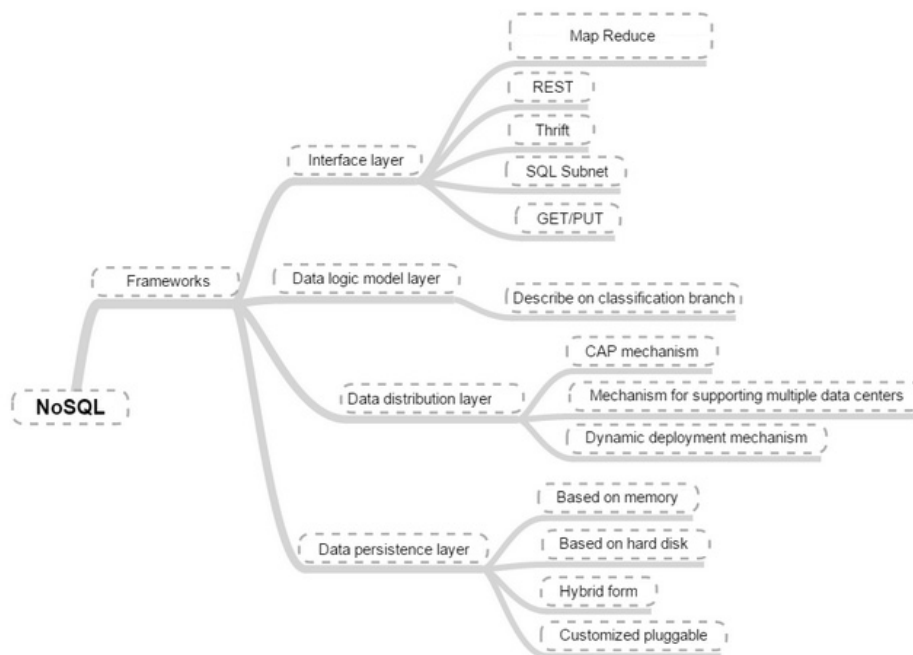 Map Reduce
REST
Thrift
Interface layer
SQL Subnet
GET/PUT
Frameworks
Data logic model layer
Describe on classification branch
CAP mechanism
NoSQL
Data distribution layer
Mechanism for supporting multiple data centers
Dynamic deployment mechanism
Based on memory
Data persistence layer
Based on hard disk
Hybrid form
Customized pluggable